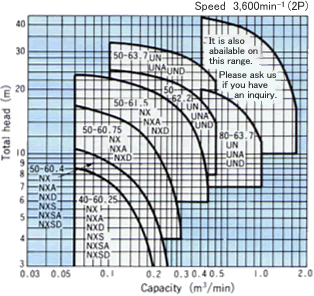 Speed 3,600min⁻¹ (2P)
Total head (m)
40
30
20
10
9
8
7
6
5
4
3
It is also
abailable on
this range.
Please ask us
if you have
an inquiry.
50-63.7
UN
UNA
UND
50-
62.2
UN
UNA
UND
50-61.5
NX
NXA
NXD
50-60.75
NX
NXA
NXD
80-63.7
UN
UNA
UND
50-60.4
NX
NXA
NXD
NXS
NXSA
NXSD
40-60.25
NX
NXA
NXD
NXS
NXSA
NXSD
0.03 0.05 0.1 0.2 0.3 0.4 0.5 1.0 2.0
Capacity (m³/min)